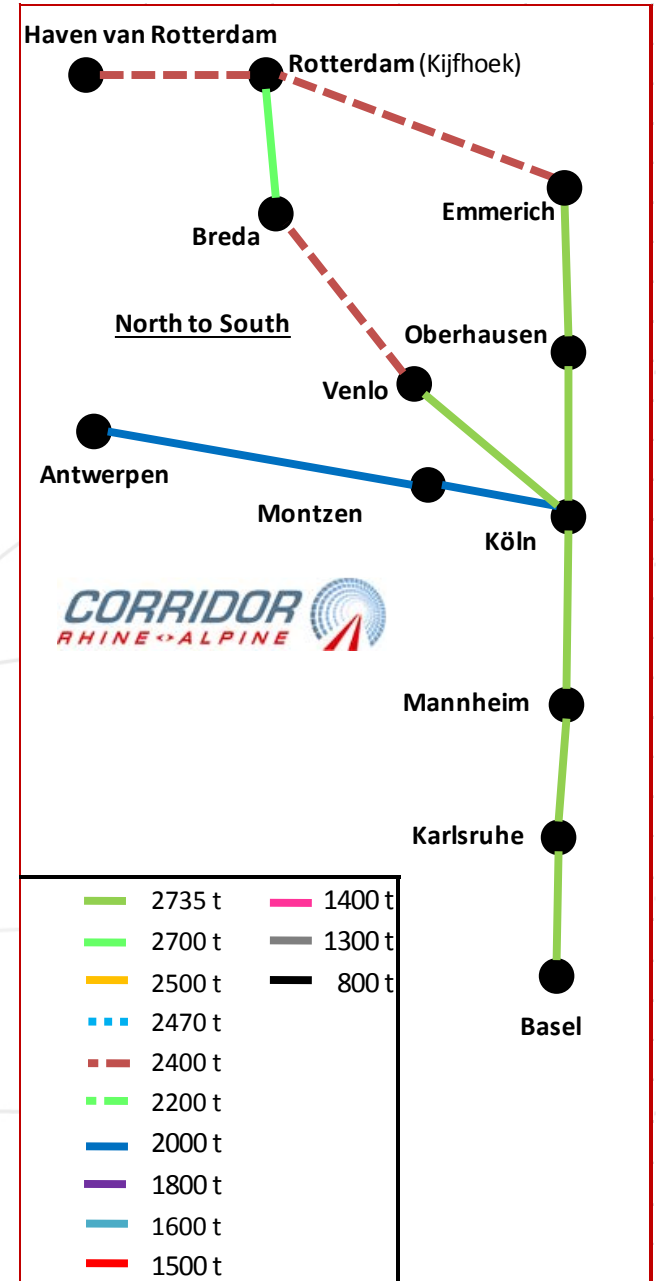 Haven van Rotterdam
Rotterdam (Kijfhoek)
Emmerich
Breda
North to South
Oberhausen
Venlo
Antwerpen
Montzen
Köln
CORRIDOR
RHINE<>ALPINE
Mannheim
Karlsruhe
2735 t
1400 t
2700 t
1300 t
2500 t
800 t
Basel
2470 t
2400 t
2200 t
2000 t
1800 t
1600 t
1500 t